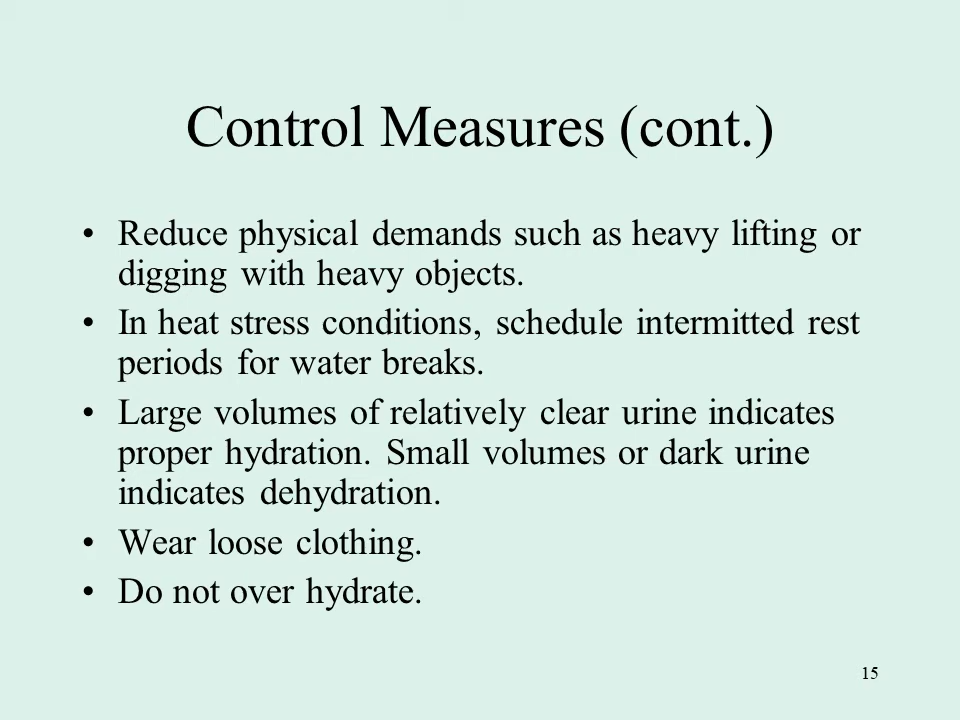 Control Measures (cont.)
• Reduce physical demands such as heavy lifting or
digging with heavy objects.
• In heat stress conditions, schedule intermitted rest
periods for water breaks.
• Large volumes of relatively clear urine indicates
proper hydration. Small volumes or dark urine
indicates dehydration.
• Wear loose clothing.
• Do not over hydrate.
15